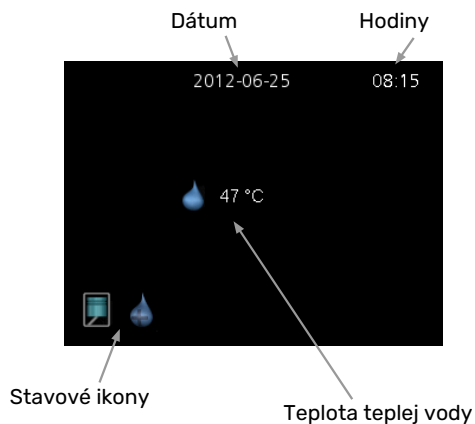 Dátum Hodiny
2012-06-25 08:15
47 °C
Stavové ikony
Teplota teplej vody